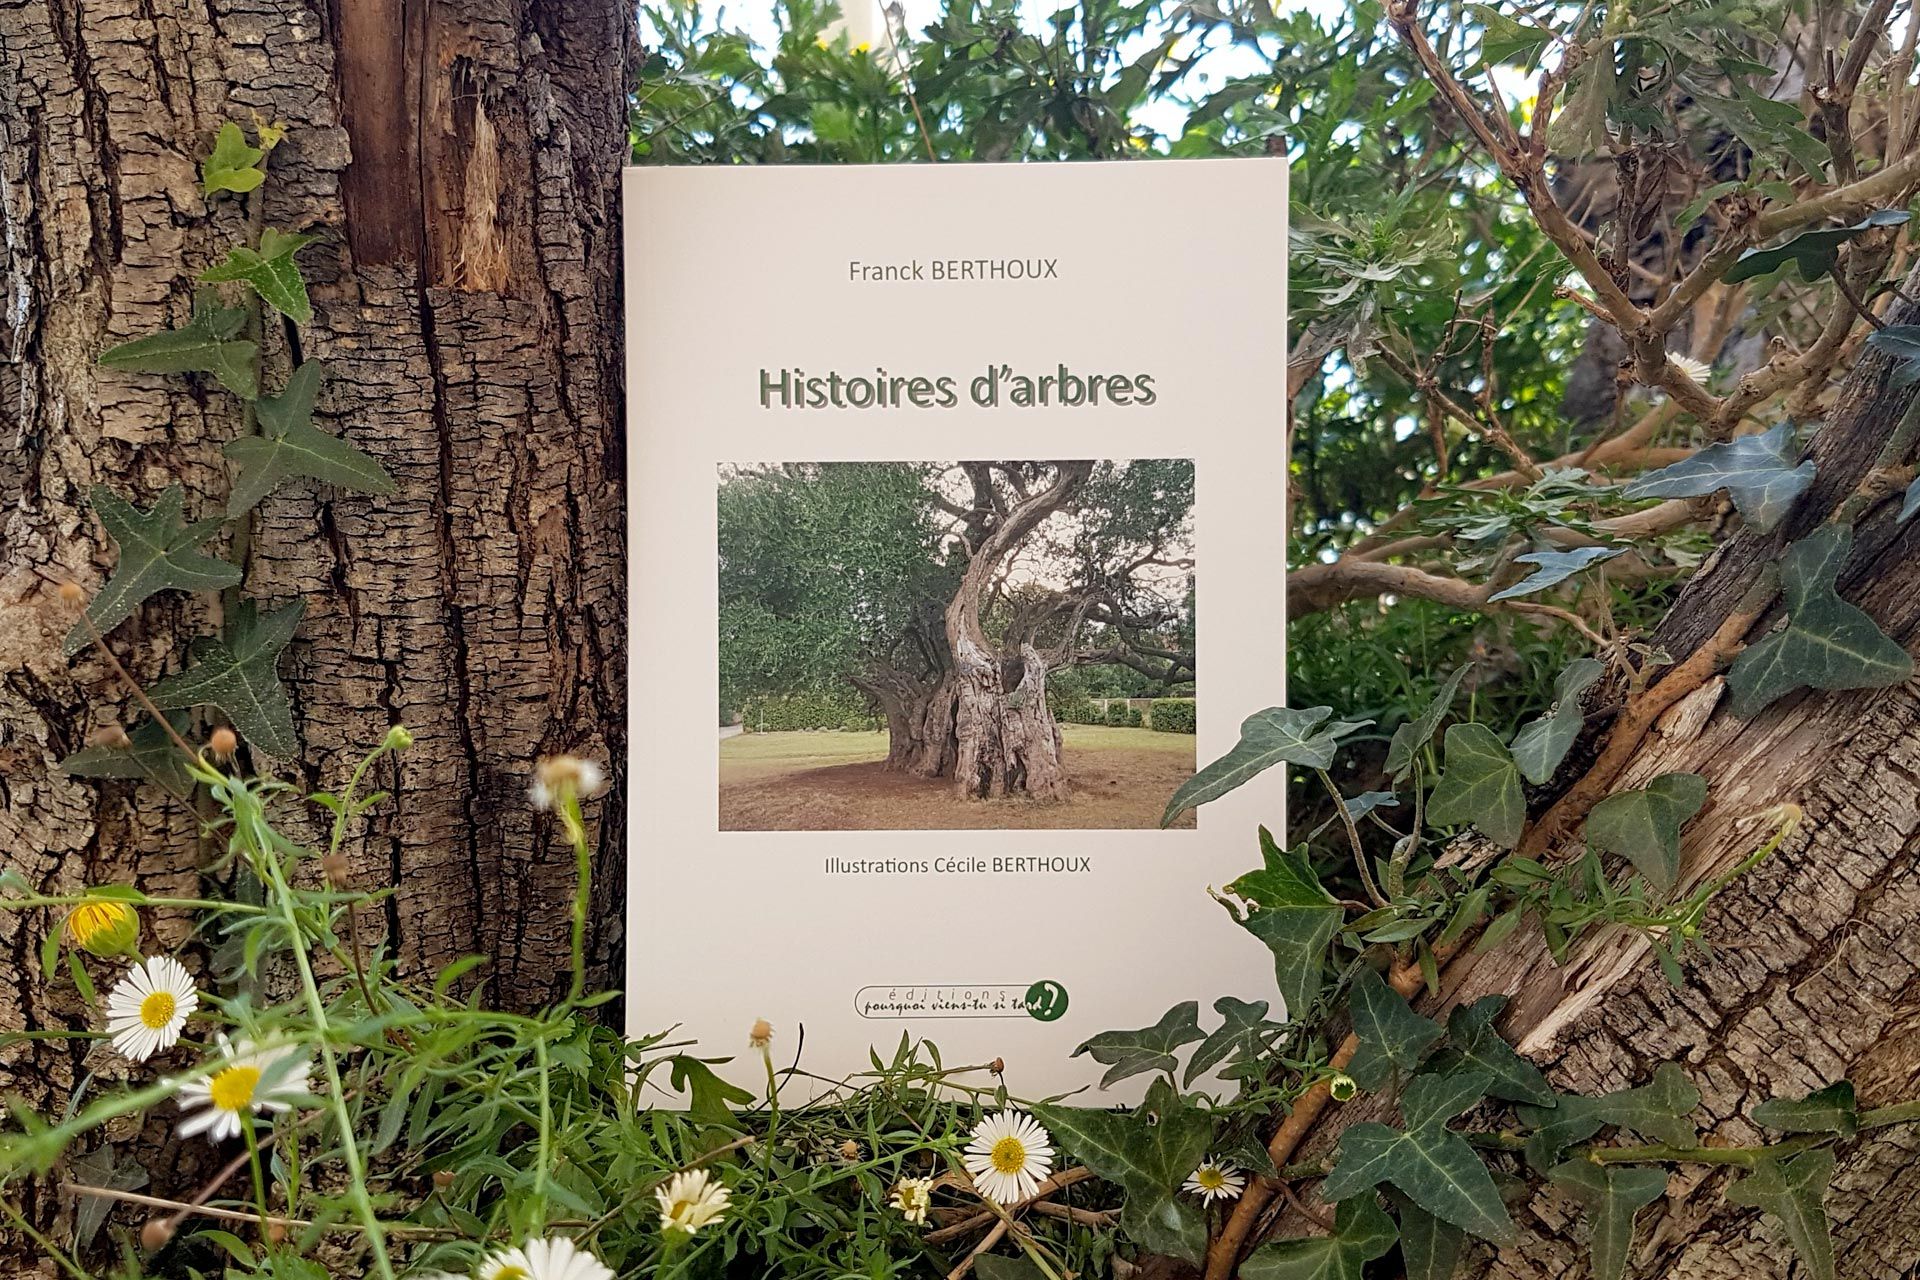 Franck BERTHOUX
Histoires d'arbres
Illustrations Cécile BERTHOUX
éditions
pourquoi viens-tu si tard ?